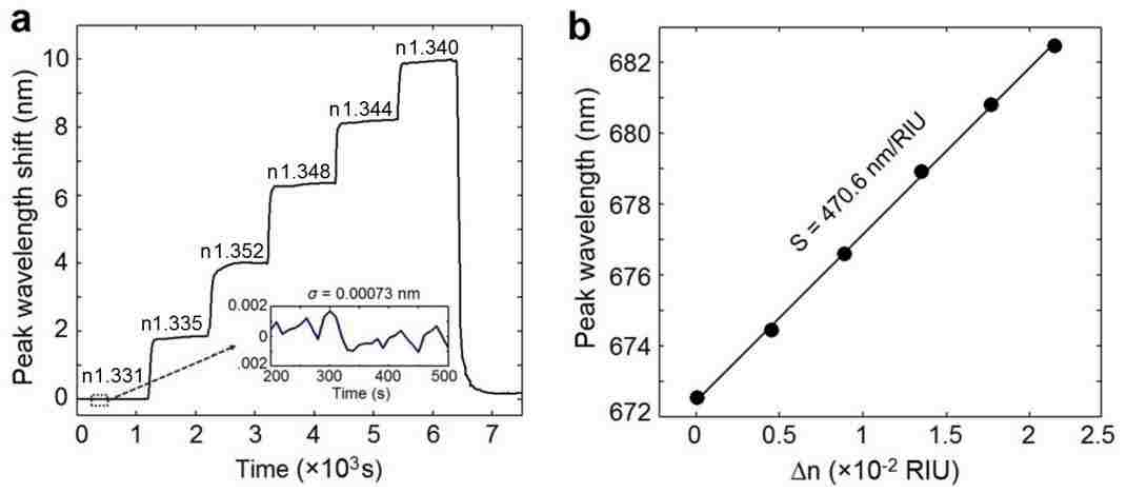 a
Peak wavelength shift (nm)
10
8
6
4
2
0
n1.340
n1.344
n1.348
n1.352
n1.335
n1.331
σ = 0.00073 nm
0.002
0
.002
200 300 400 500
Time (s)
0 1 2 3 4 5 6 7
Time (×10³s)
b
Peak wavelength (nm)
682
680
678
676
674
672
S = 470.6 nm/RIU
0 0.5 1 1.5 2 2.5
Δn (×10⁻² RIU)